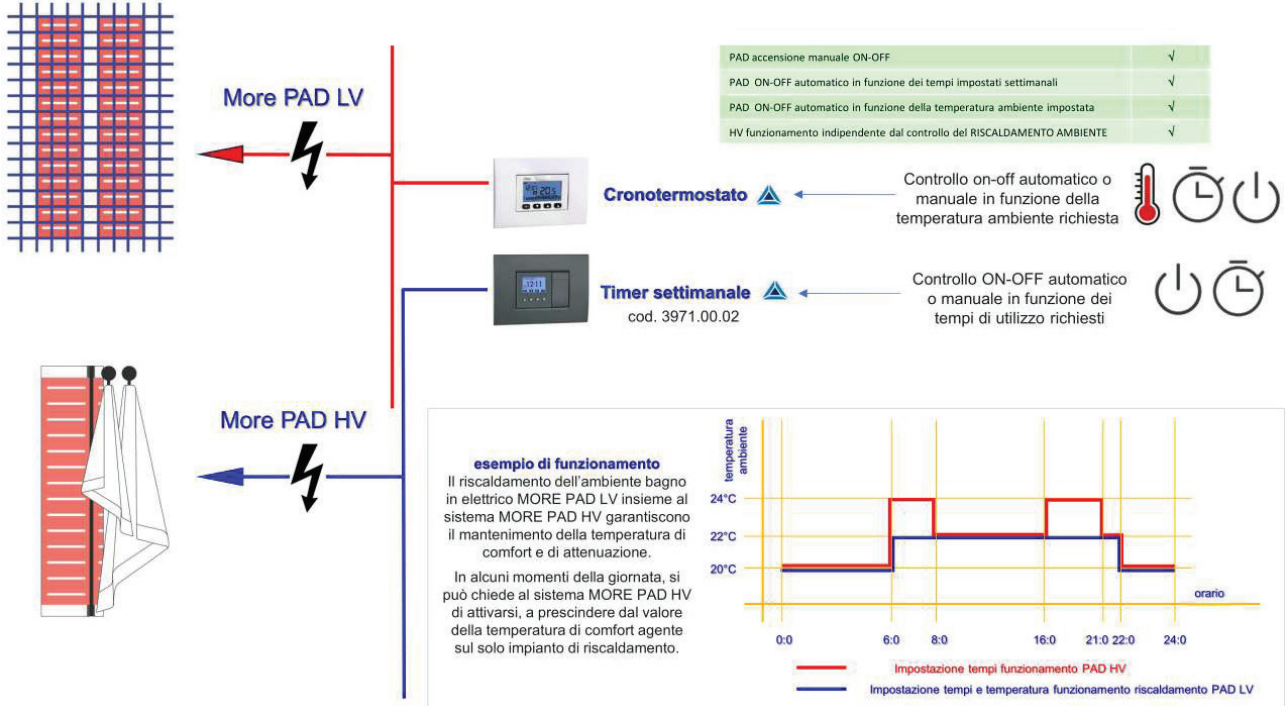 More PAD LV
PAD accensione manuale ON-OFF √
PAD ON-OFF automatico in funzione dei tempi impostati settimanali √
PAD ON-OFF automatico in funzione della temperatura ambiente impostata √
HV funzionamento indipendente dal controllo del RISCALDAMENTO AMBIENTE √
Cronotermostato
Controllo on-off automatico o
manuale in funzione della
temperatura ambiente richiesta
Timer settimanale
cod. 3971.00.02
Controllo ON-OFF automatico
o manuale in funzione dei
tempi di utilizzo richiesti
More PAD HV
esempio di funzionamento
Il riscaldamento dell'ambiente bagno
in elettrico MORE PAD LV insieme al
sistema MORE PAD HV garantiscono
il mantenimento della temperatura di
comfort e di attenuazione.
In alcuni momenti della giornata, si
può chiede al sistema MORE PAD HV
di attivarsi, a prescindere dal valore
della temperatura di comfort agente
sul solo impianto di riscaldamento.
temperatura
ambiente
24°C
22°C
20°C
orario
0:0 6:0 8:0 16:0 21:0 22:0 24:0
Impostazione tempi funzionamento PAD HV
Impostazione tempi e temperatura funzionamento riscaldamento PAD LV